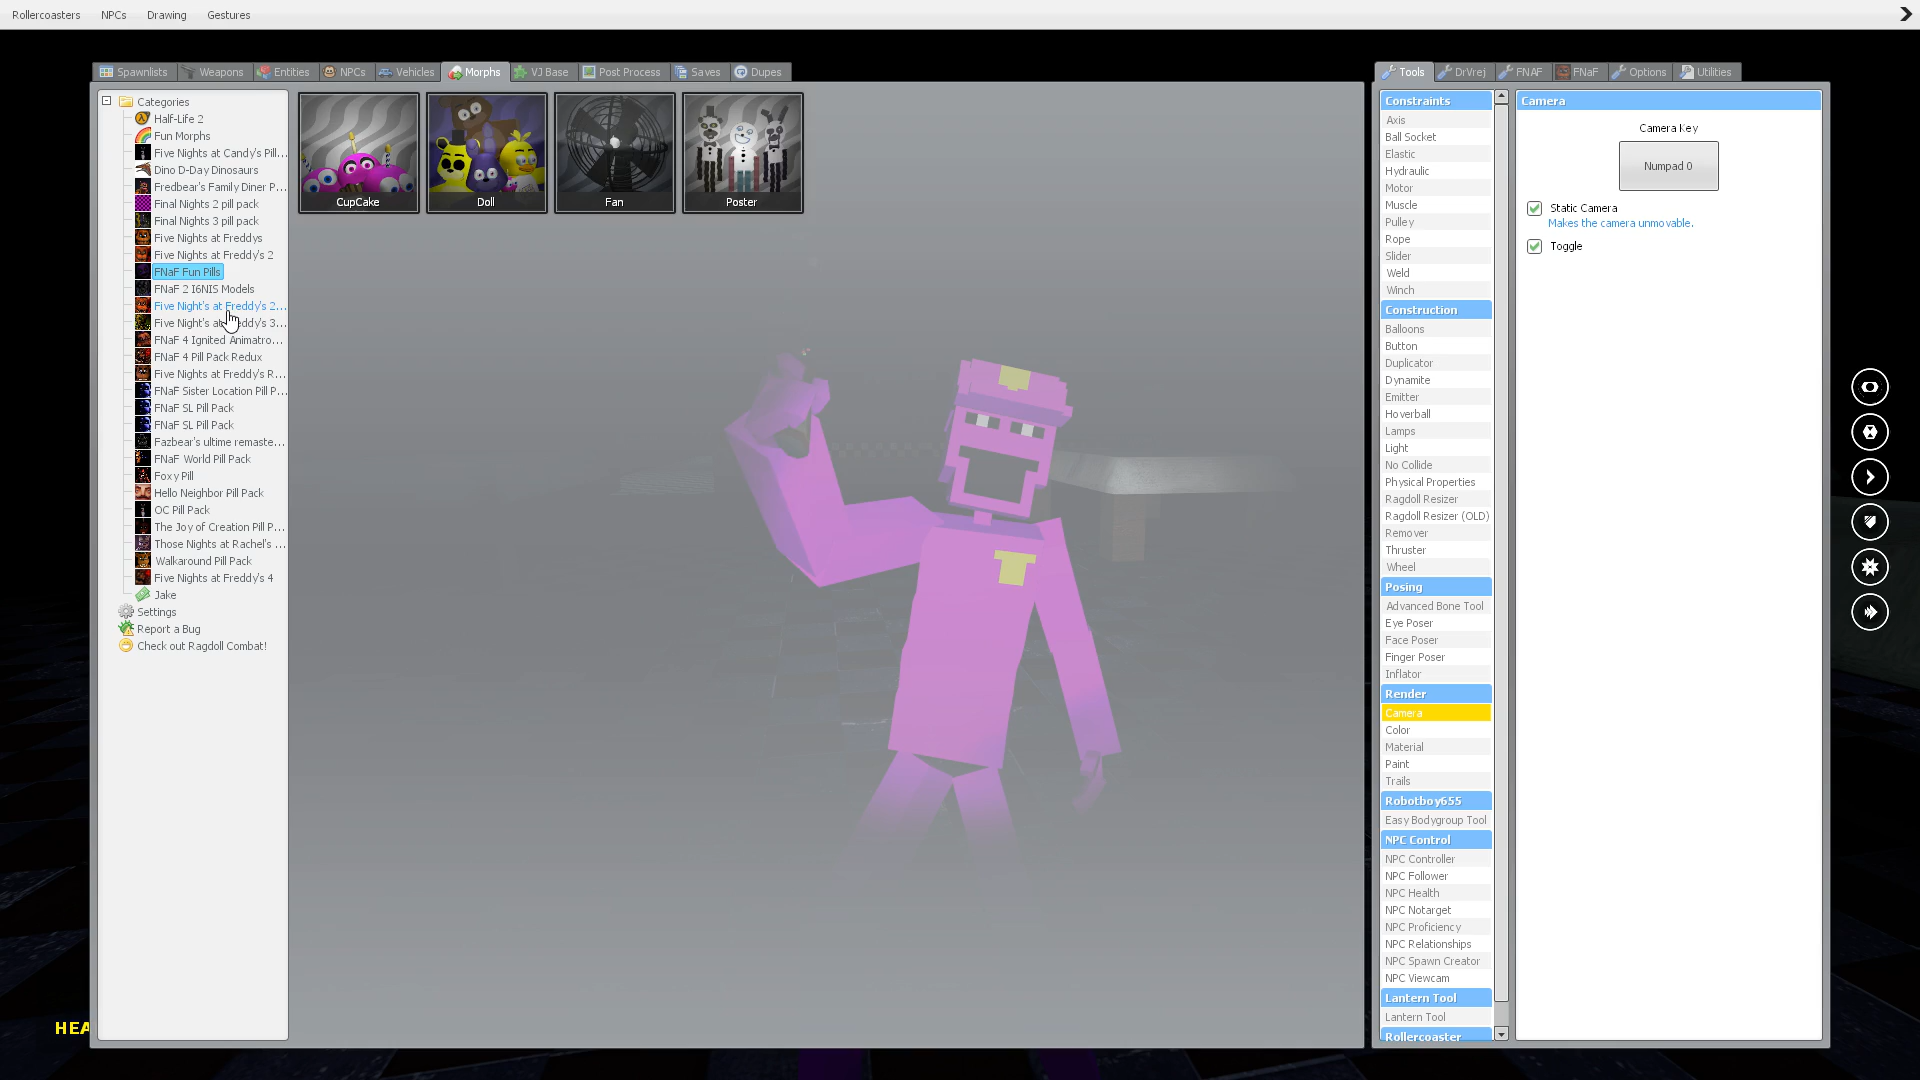 Rollercoasters NPCs Drawing Gestures
Spawnlists Weapons Entities NPCs Vehicles Morphs VJ Base Post Process Saves Dupes
Categories
Half-Life 2
Fun Morphs
Five Nights at Candy's Pill...
Dino D-Day Dinosaurs
Fredbear's Family Diner P...
Final Nights 2 pill pack
Final Nights 3 pill pack
Five Nights at Freddys
Five Nights at Freddy's 2
FNaF Fun Pills
FNaF 2 I6NIS Models
Five Night's at Freddy's 2...
Five Night's at Freddy's 3...
FNaF 4 Ignited Animatro...
FNaF 4 Pill Pack Redux
Five Nights at Freddy's R...
FNaF Sister Location Pill P...
FNaF SL Pill Pack
FNaF SL Pill Pack
Fazbear's ultime remaste...
FNaF World Pill Pack
Foxy Pill
Hello Neighbor Pill Pack
OC Pill Pack
The Joy of Creation Pill P...
Those Nights at Rachel's ...
Walkaround Pill Pack
Five Nights at Freddy's 4
Jake
Settings
Report a Bug
Check out Ragdoll Combat!
CupCake Doll Fan Poster
HEA
Tools DrVrej FNAF FNaF Options Utilities
Constraints
Axis
Ball Socket
Elastic
Hydraulic
Motor
Muscle
Pulley
Rope
Slider
Weld
Winch
Construction
Balloons
Button
Duplicator
Dynamite
Emitter
Hoverball
Lamps
Light
No Collide
Physical Properties
Ragdoll Resizer
Ragdoll Resizer (OLD)
Remover
Thruster
Wheel
Posing
Advanced Bone Tool
Eye Poser
Face Poser
Finger Poser
Inflator
Render
Camera
Color
Material
Paint
Trails
Robotboy655
Easy Bodygroup Tool
NPC Control
NPC Controller
NPC Follower
NPC Health
NPC Notarget
NPC Proficiency
NPC Relationships
NPC Spawn Creator
NPC Viewcam
Lantern Tool
Lantern Tool
Rollercoaster
Camera
Camera Key
Numpad 0
Static Camera
Makes the camera unmovable.
Toggle